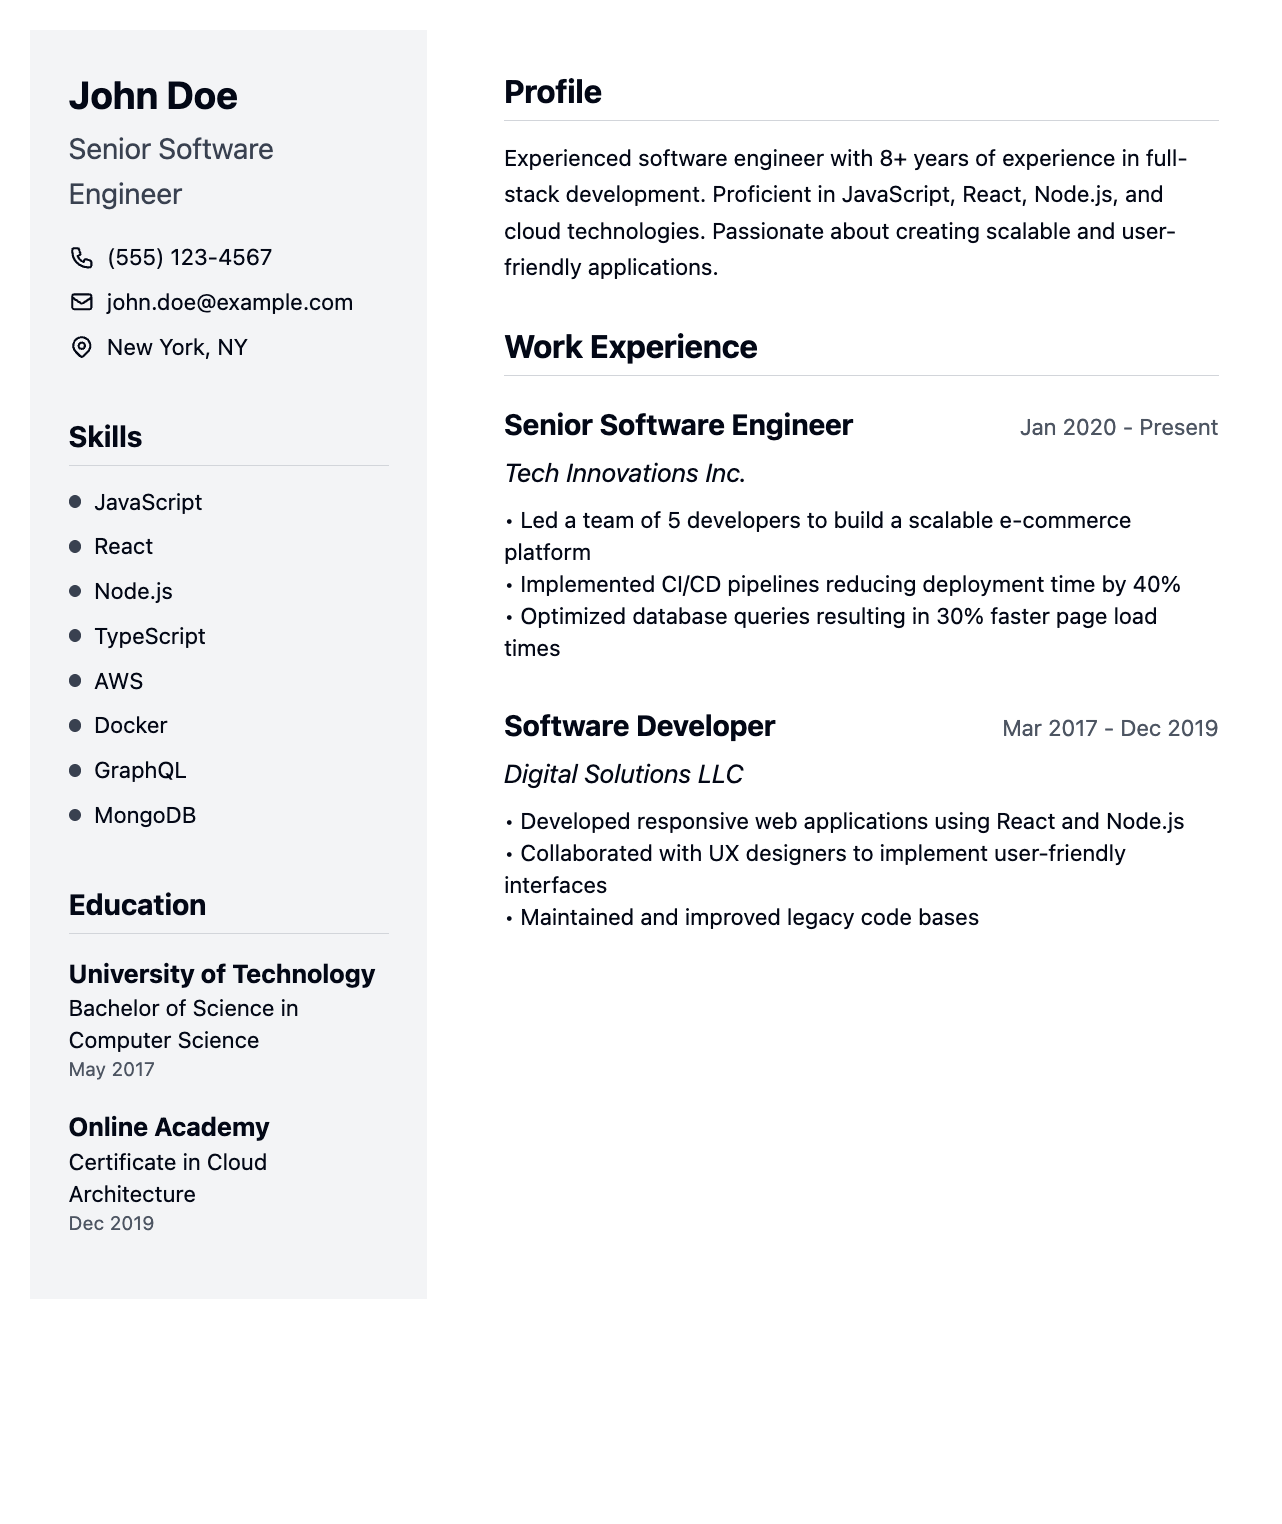 John Doe
Senior Software
Engineer
(555) 123-4567
john.doe@example.com
New York, NY
Skills
JavaScript
React
Node.js
TypeScript
AWS
Docker
GraphQL
MongoDB
Education
University of Technology
Bachelor of Science in
Computer Science
May 2017
Online Academy
Certificate in Cloud
Architecture
Dec 2019
Profile
Experienced software engineer with 8+ years of experience in full-
stack development. Proficient in JavaScript, React, Node.js, and
cloud technologies. Passionate about creating scalable and user-
friendly applications.
Work Experience
Senior Software Engineer Jan 2020 - Present
Tech Innovations Inc.
• Led a team of 5 developers to build a scalable e-commerce
platform
• Implemented CI/CD pipelines reducing deployment time by 40%
• Optimized database queries resulting in 30% faster page load
times
Software Developer Mar 2017 - Dec 2019
Digital Solutions LLC
• Developed responsive web applications using React and Node.js
• Collaborated with UX designers to implement user-friendly
interfaces
• Maintained and improved legacy code bases